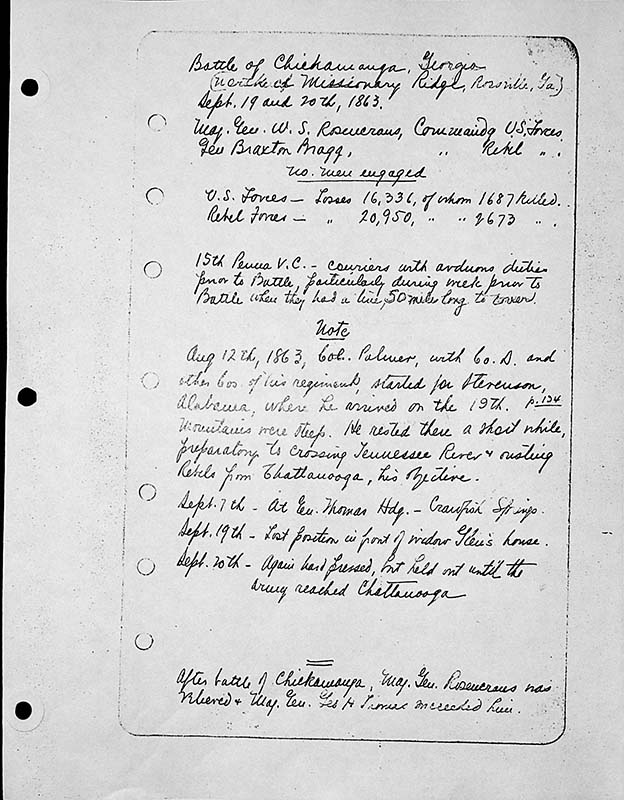 Battle of Chickamauga, Georgia
(north of Missionary Ridge, Rossville, Ga.)
Sept. 19 and 20th, 1863.
Maj. Gen. W. S. Rosencrans, Commandg U.S. Forces
Gen Braxton Bragg, " Rebel " .
No. men engaged
U.S. Forces — Losses 16,336, of whom 1687 killed.
Rebel Forces — " 20,950, " " 2673 " .
15th Penna V.C. — couriers with arduous duties
prior to Battle, particularly during week prior to
Battle when they had a line, 50 miles long to cover.
Note
Aug 12th, 1863, Col. Palmer, with Co. D. and
other Cos. of his regiment, started for Stevenson,
Alabama, where he arrived on the 19th. p. 134
Mountains were steep. He rested there a short while,
preparatory to crossing Tennessee River & ousting
Rebels from Chattanooga, his objective.
Sept. 7th - At Gen. Thomas Hdq. - Crawfish Springs.
Sept. 19th - Lost position in front of widow Glen's house.
Sept. 20th - Again hard pressed, but held out until the
army reached Chattanooga
After battle of Chickamauga, Maj. Gen. Rosencrans was
relieved & Maj. Gen. Geo H Thomas succeeded him.